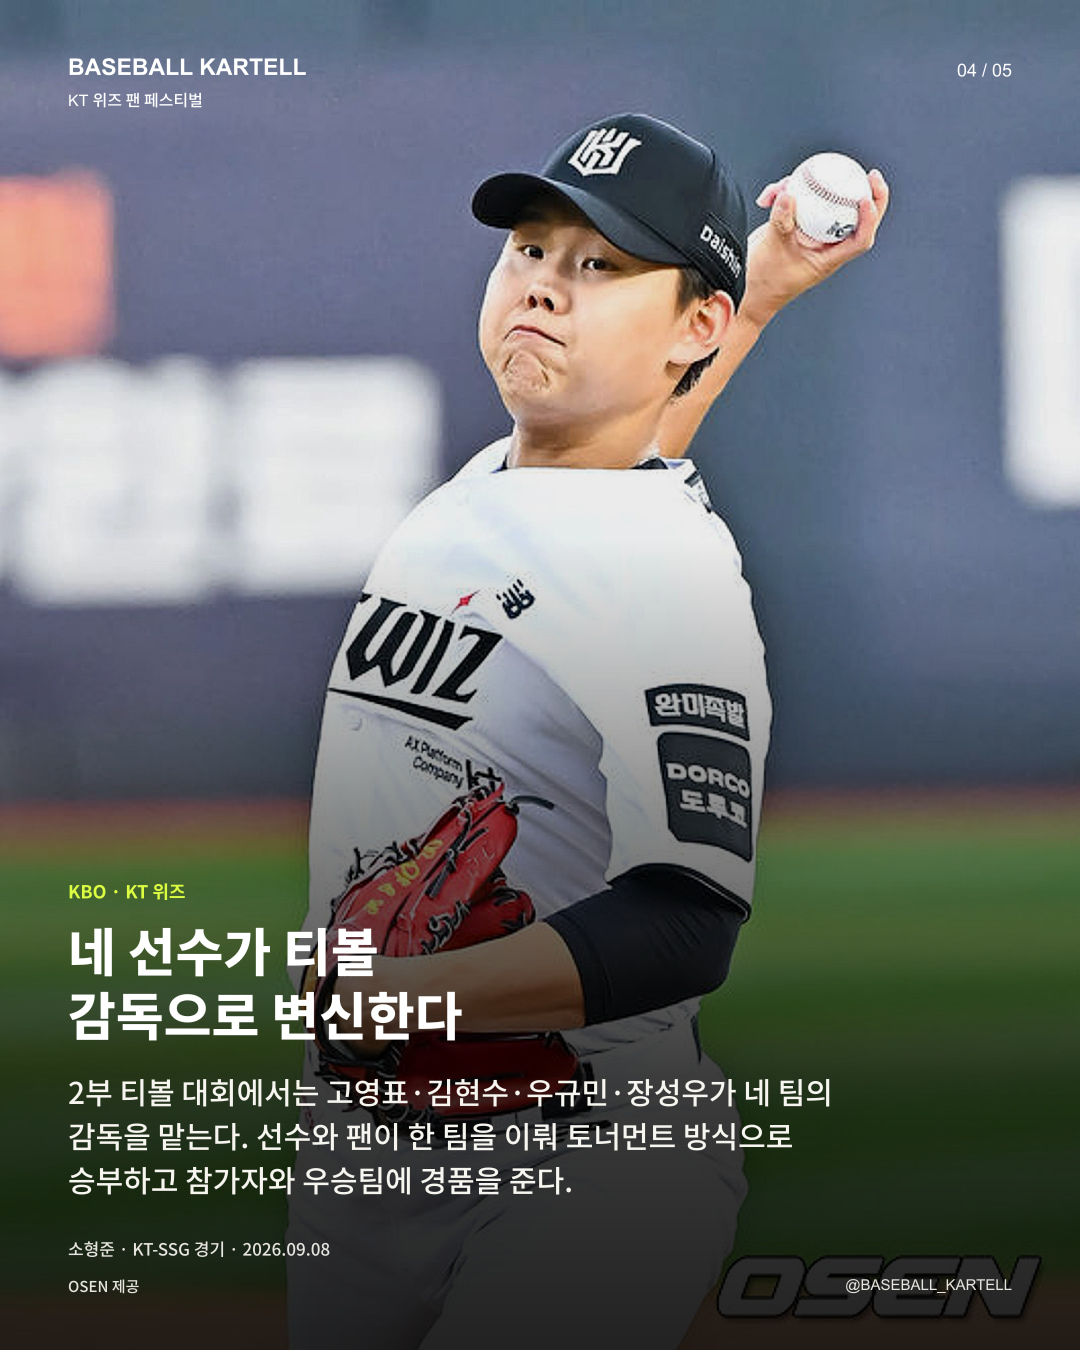 BASEBALL KARTELL
KT 위즈 팬 페스티벌
04 / 05
Daishin
WIZ
AX Platform
Company
kt
완미족발
DORCO
도루코
KBO · KT 위즈
네 선수가 티볼
감독으로 변신한다
2부 티볼 대회에서는 고영표·김현수·우규민·장성우가 네 팀의
감독을 맡는다. 선수와 팬이 한 팀을 이뤄 토너먼트 방식으로
승부하고 참가자와 우승팀에 경품을 준다.
소형준 · KT-SSG 경기 · 2026.09.08
OSEN 제공
@BASEBALL_KARTELL
OSEN